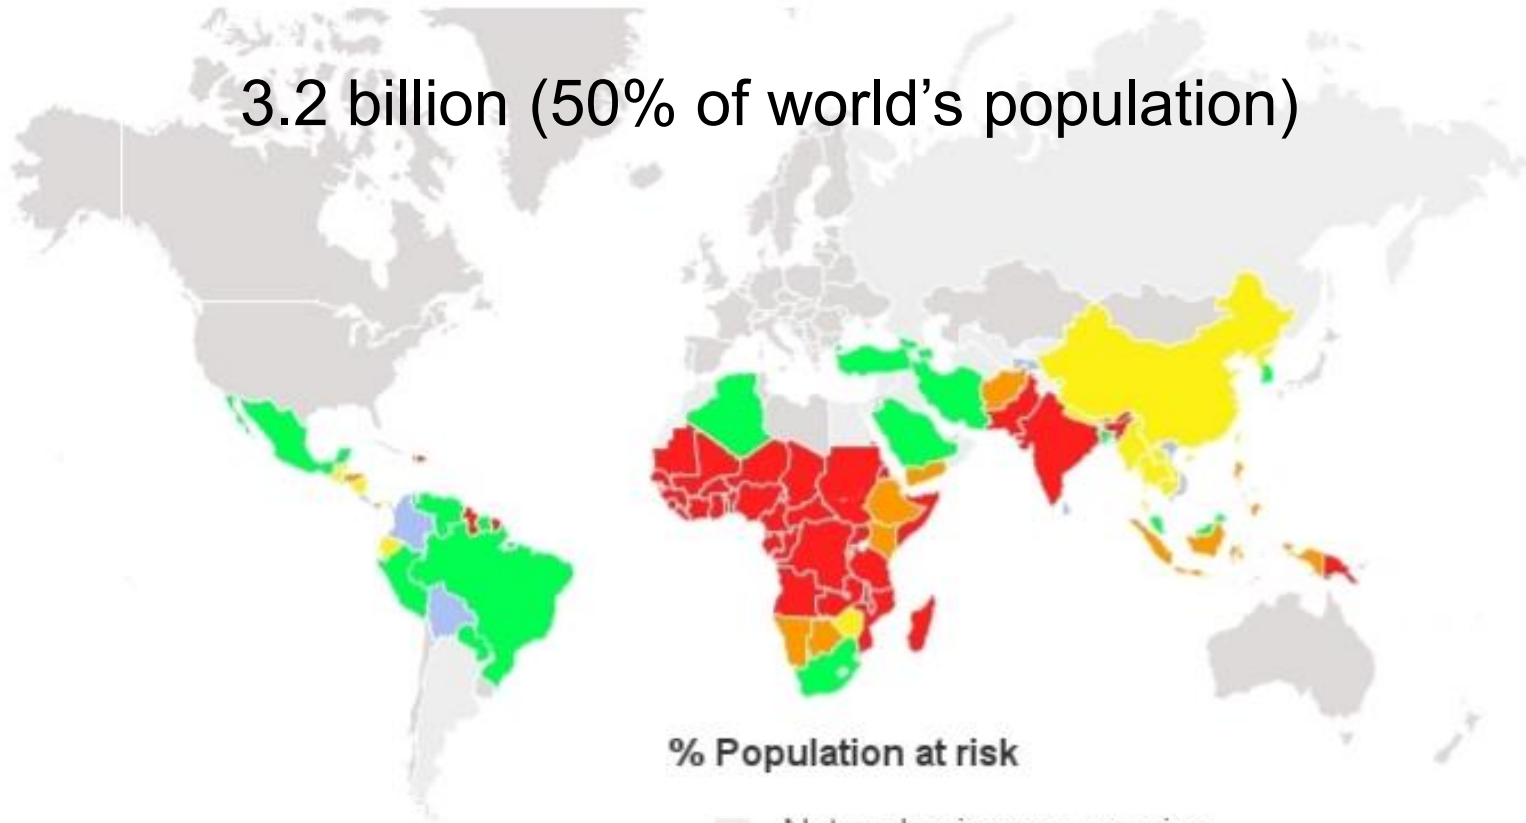 3.2 billion (50% of world’s population)
% Population at risk